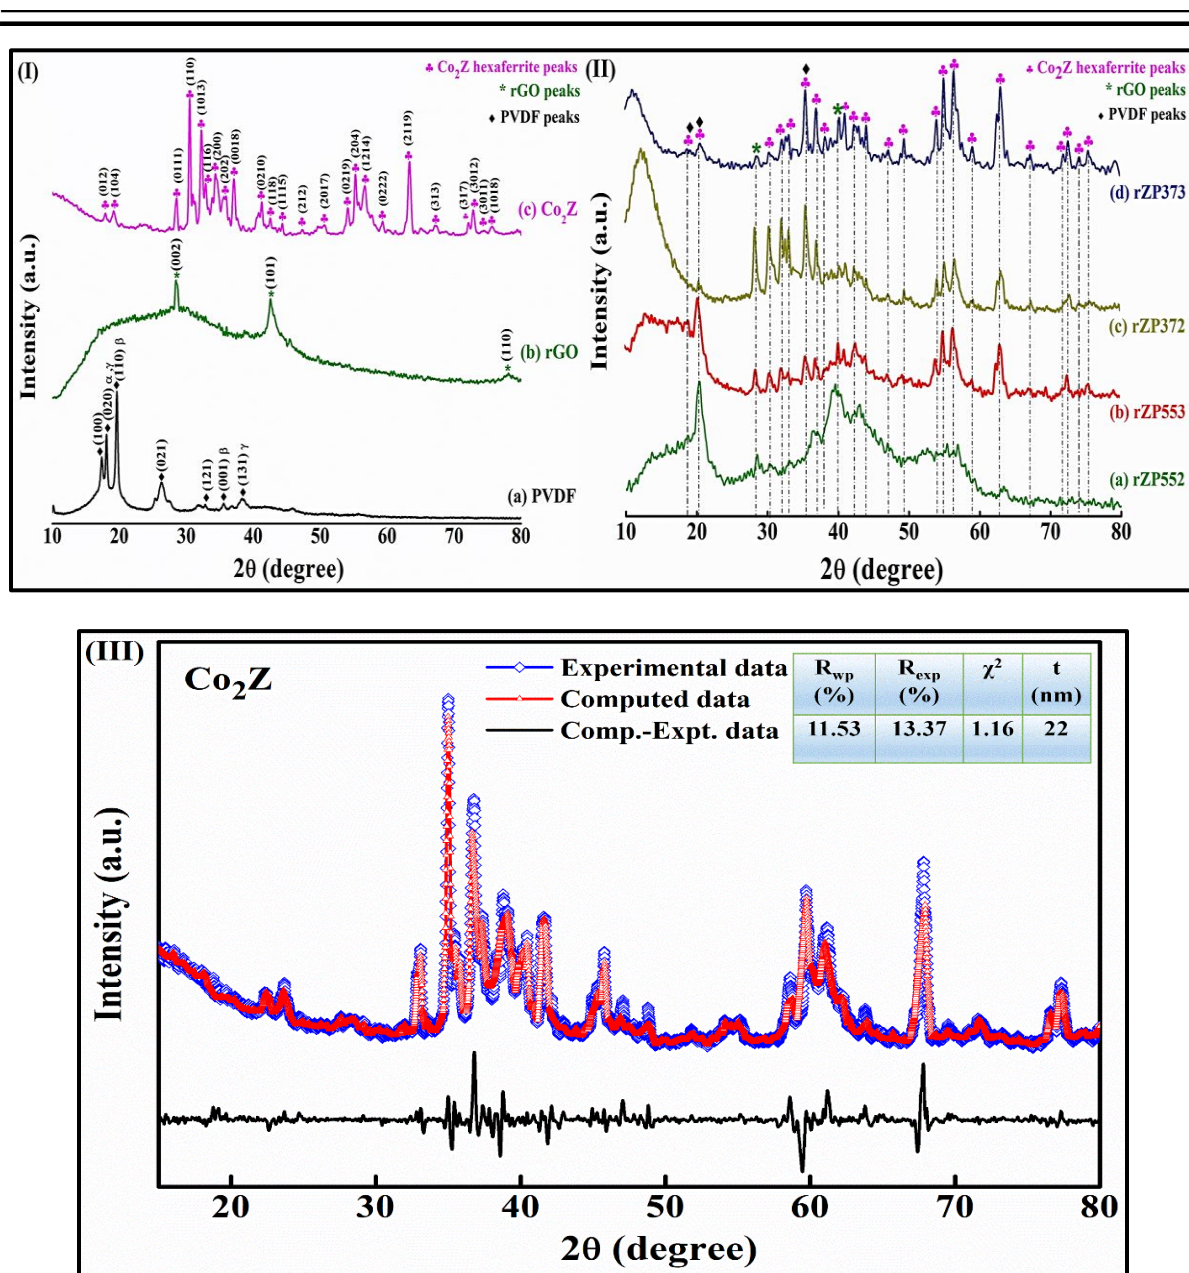 (I)
♣ Co₂Z hexaferrite peaks
* rGO peaks
♦ PVDF peaks
(012)
(104)
(0111)
(110)
(1013)
(116)
(200)
(202)
(0018)
(0210)
(118)
(1115)
(212)
(2017)
(0219)
(204)
(1214)
(0222)
(2119)
(313)
(317)
(3012)
(3011)
(1018)
(c) Co₂Z
(002)
(101)
(110)
(b) rGO
(100)
(020) α,γ
(110) β
(021)
(121)
(001) β
(131) γ
(a) PVDF
Intensity (a.u.)
10 20 30 40 50 60 70 80
2θ (degree)
(II)
♣ Co₂Z hexaferrite peaks
* rGO peaks
♦ PVDF peaks
(d) rZP373
(c) rZP372
(b) rZP553
(a) rZP552
Intensity (a.u.)
10 20 30 40 50 60 70 80
2θ (degree)
(III)
Co₂Z
Experimental data
Computed data
Comp.-Expt. data
R_wp (%) R_exp (%) χ² t (nm)
11.53 13.37 1.16 22
Intensity (a.u.)
20 30 40 50 60 70 80
2θ (degree)